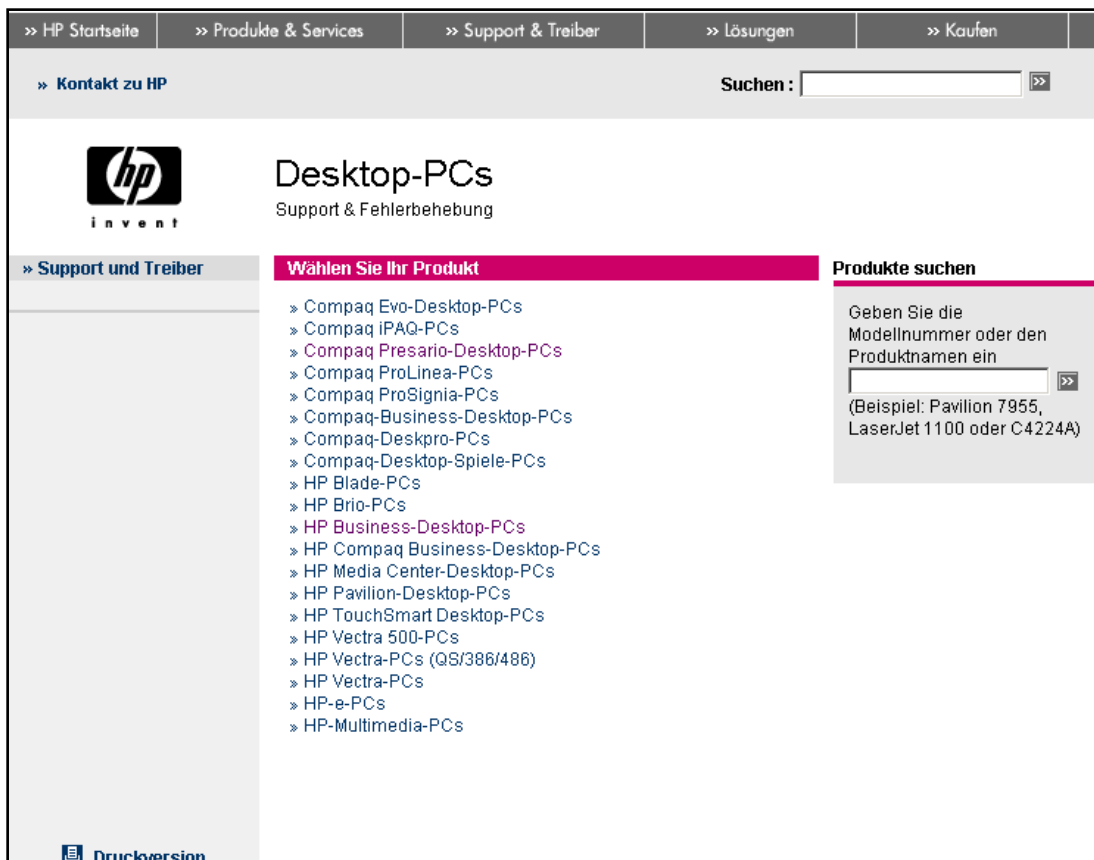 » HP Startseite
» Produkte & Services
» Support & Treiber
» Lösungen
» Kaufen
» Kontakt zu HP
Suchen :
»
hp
invent
Desktop-PCs
Support & Fehlerbehebung
» Support und Treiber
Wählen Sie Ihr Produkt
» Compaq Evo-Desktop-PCs
» Compaq iPAQ-PCs
» Compaq Presario-Desktop-PCs
» Compaq ProLinea-PCs
» Compaq ProSignia-PCs
» Compaq-Business-Desktop-PCs
» Compaq-Deskpro-PCs
» Compaq-Desktop-Spiele-PCs
» HP Blade-PCs
» HP Brio-PCs
» HP Business-Desktop-PCs
» HP Compaq Business-Desktop-PCs
» HP Media Center-Desktop-PCs
» HP Pavilion-Desktop-PCs
» HP TouchSmart Desktop-PCs
» HP Vectra 500-PCs
» HP Vectra-PCs (QS/386/486)
» HP Vectra-PCs
» HP-e-PCs
» HP-Multimedia-PCs
Produkte suchen
Geben Sie die
Modellnummer oder den
Produktnamen ein
»
(Beispiel: Pavilion 7955,
LaserJet 1100 oder C4224A)
Druckversion